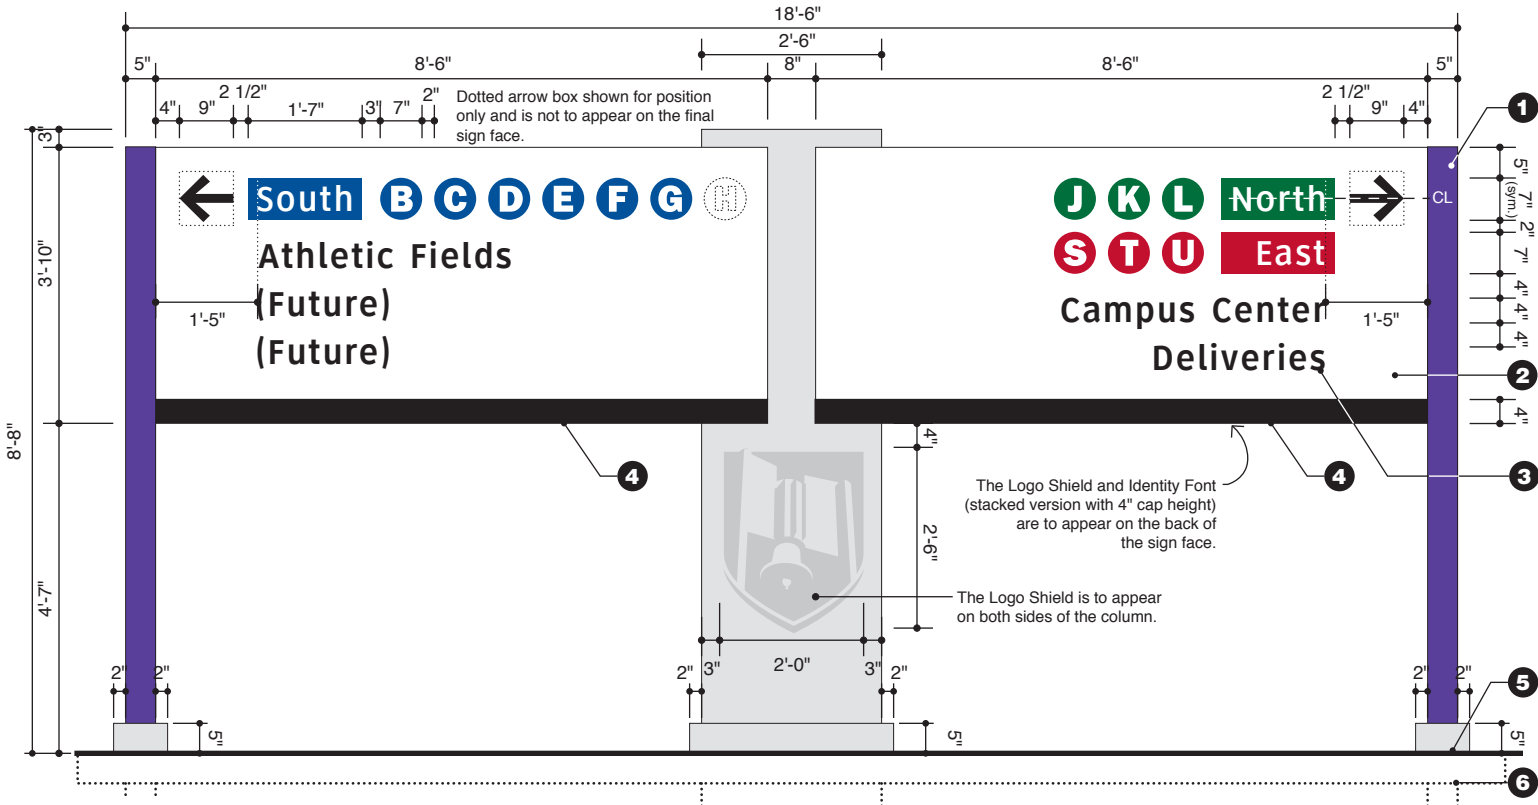 18'-6"
2'-6"
5" 8'-6" 8" 8'-6" 5"
4" 9" 2 1/2" 1'-7" 3" 7" 2"
Dotted arrow box shown for position
only and is not to appear on the final
sign face.
2 1/2" 9" 4"
1
3"
South B C D E F G H
J K L North
CL
5"
7"
(sym.)
2"
7"
4"
4"
4"
Athletic Fields
(Future)
(Future)
S T U East
Campus Center
Deliveries
1'-5"
1'-5"
3'-10"
2
4"
8'-8"
4
4"
4
3
The Logo Shield and Identity Font
(stacked version with 4" cap height)
are to appear on the back of
the sign face.
2'-6"
4'-7"
The Logo Shield is to appear
on both sides of the column.
2" 2" 2" 3" 2'-0" 3" 2" 2" 2"
5
5" 5" 5"
6